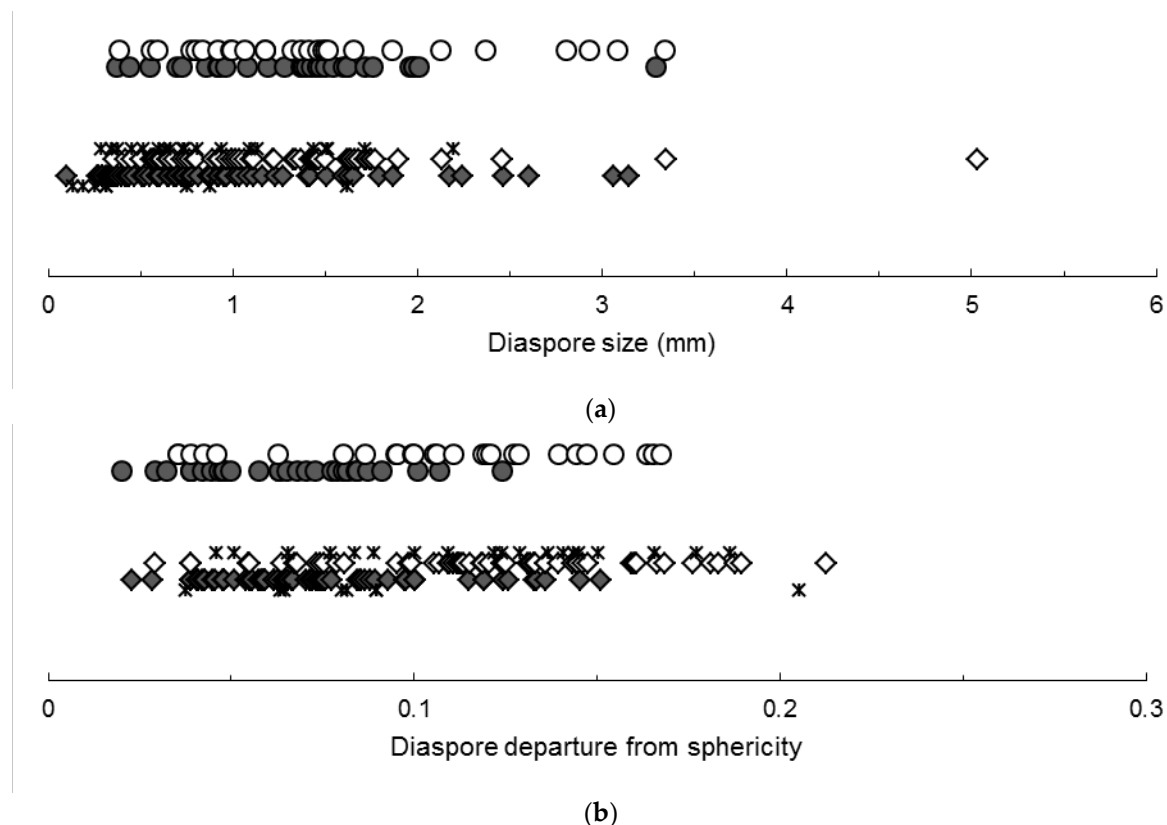 0 1 2 3 4 5 6
Diaspore size (mm)
(a)
0 0.1 0.2 0.3
Diaspore departure from sphericity
(b)